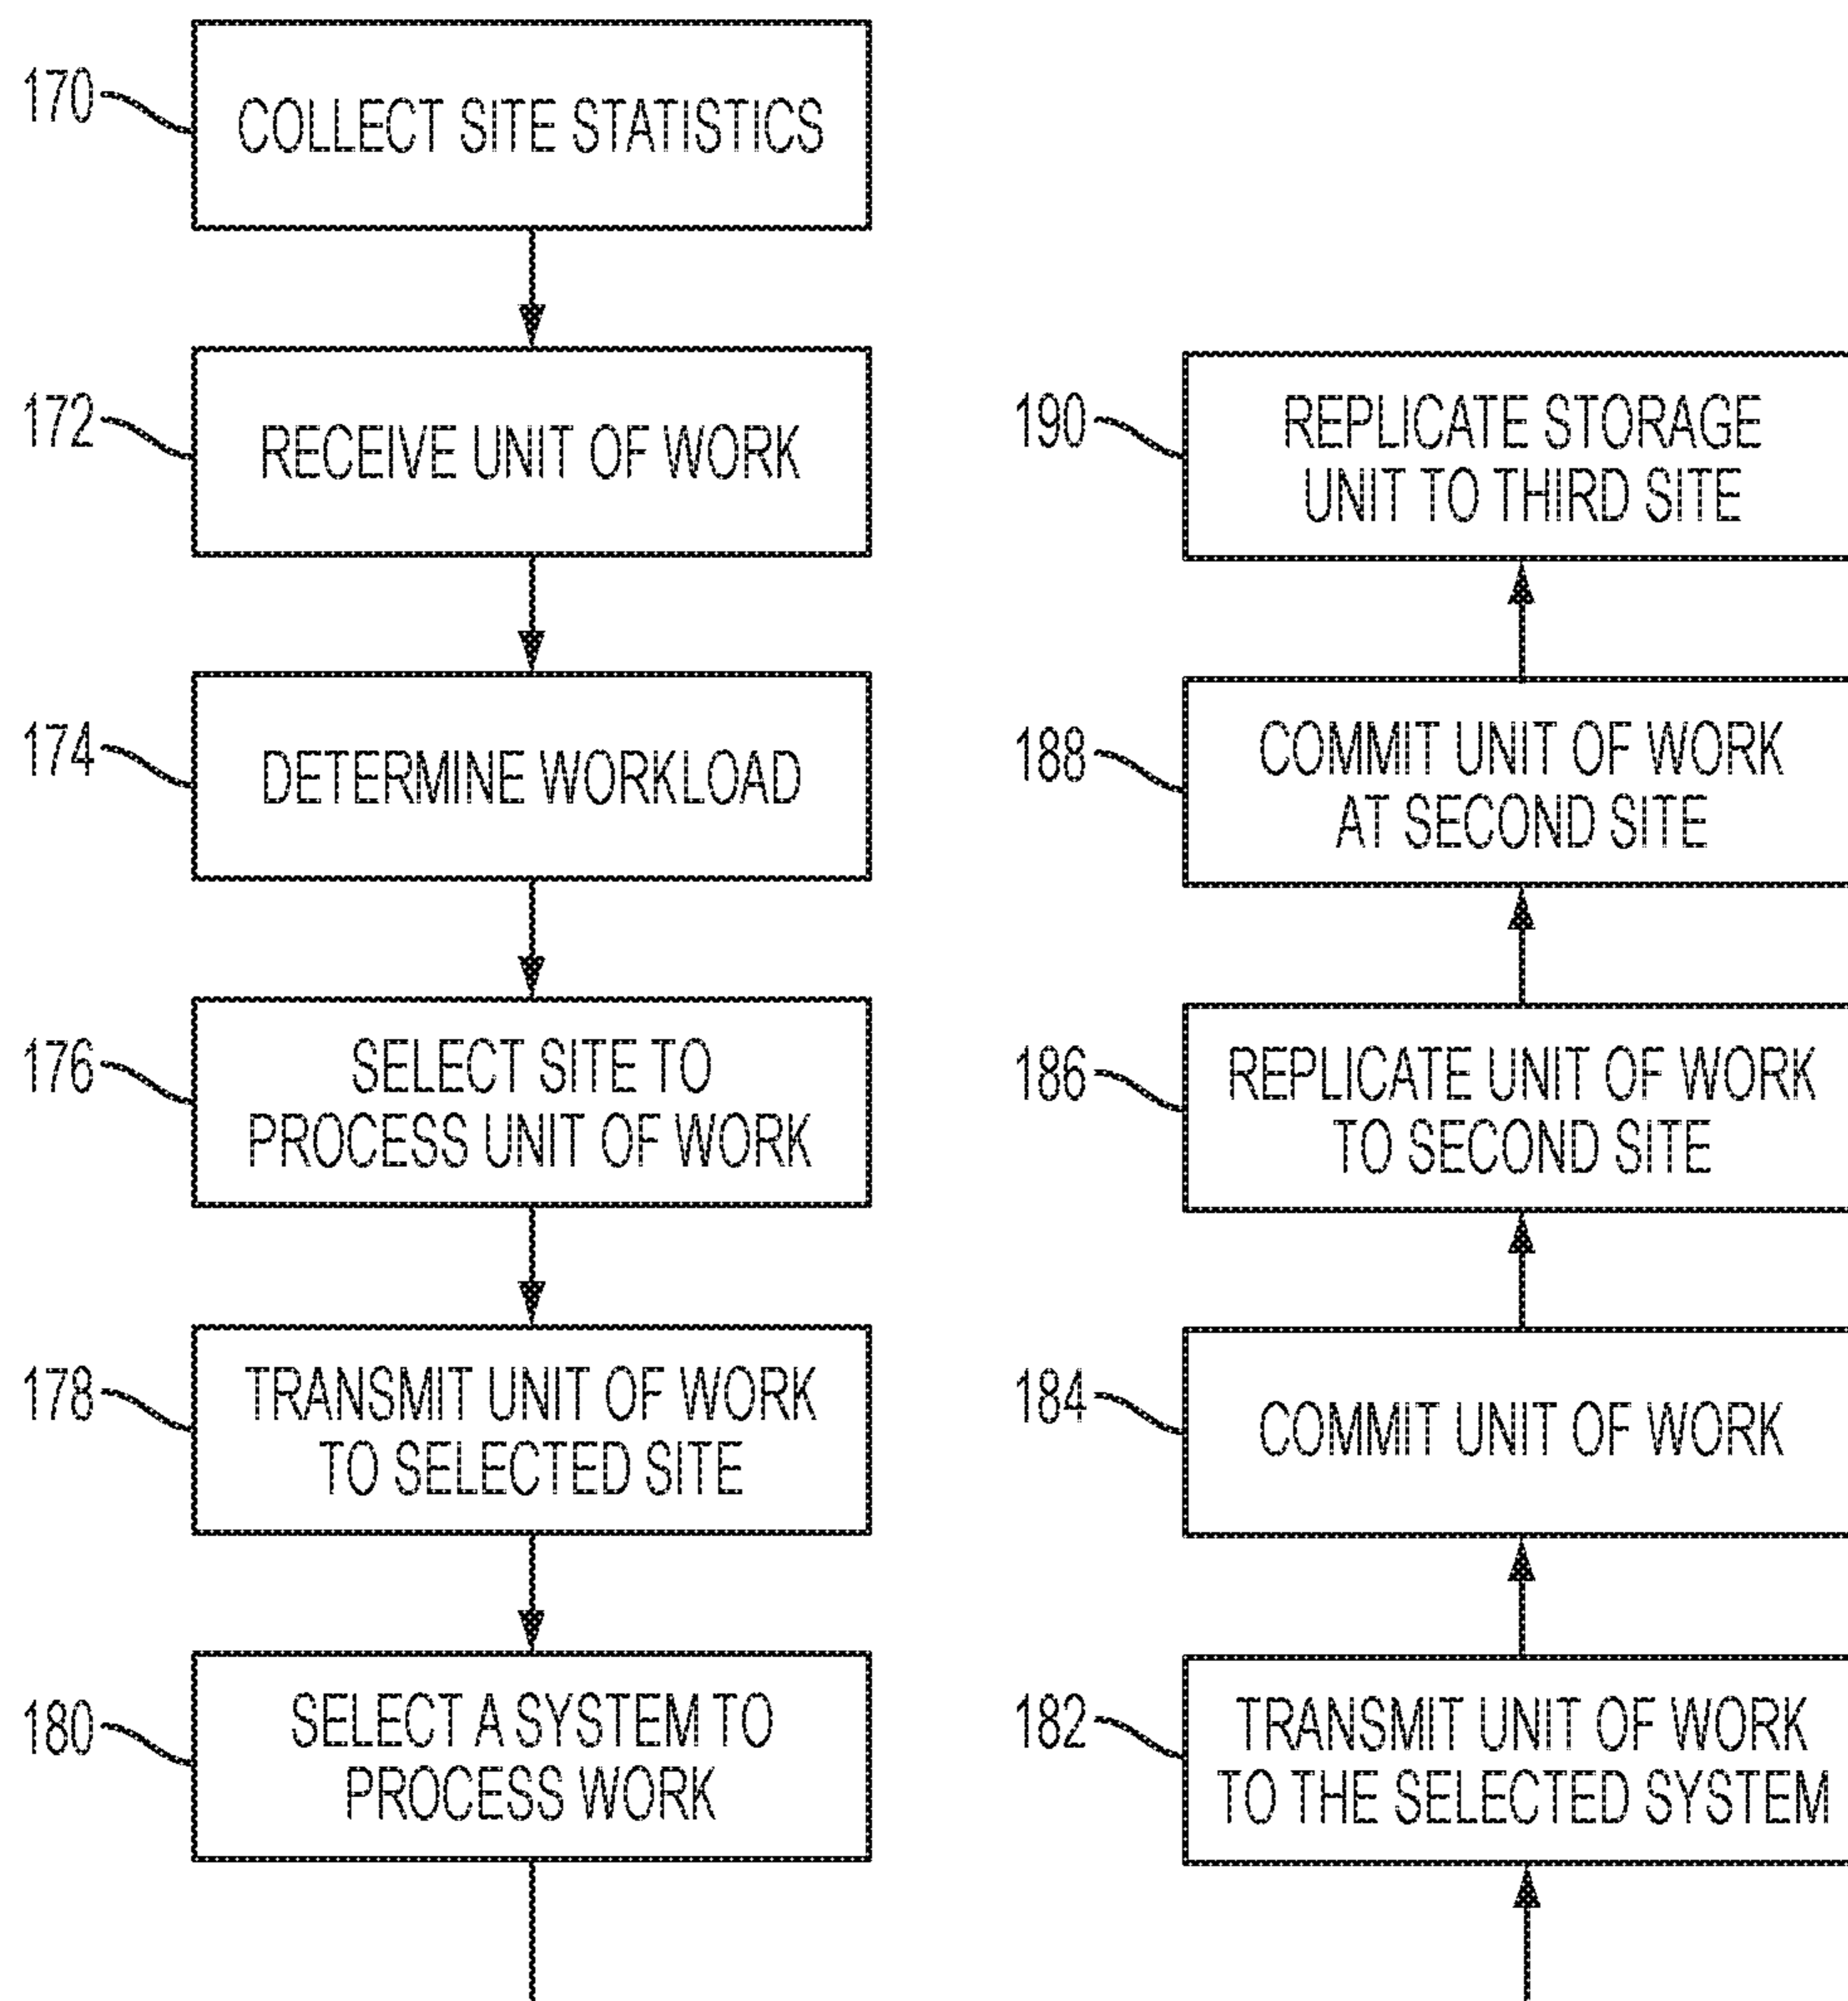 170
COLLECT SITE STATISTICS
172
RECEIVE UNIT OF WORK
174
DETERMINE WORKLOAD
176
SELECT SITE TO
PROCESS UNIT OF WORK
178
TRANSMIT UNIT OF WORK
TO SELECTED SITE
180
SELECT A SYSTEM TO
PROCESS WORK
182
TRANSMIT UNIT OF WORK
TO THE SELECTED SYSTEM
184
COMMIT UNIT OF WORK
186
REPLICATE UNIT OF WORK
TO SECOND SITE
188
COMMIT UNIT OF WORK
AT SECOND SITE
190
REPLICATE STORAGE
UNIT TO THIRD SITE